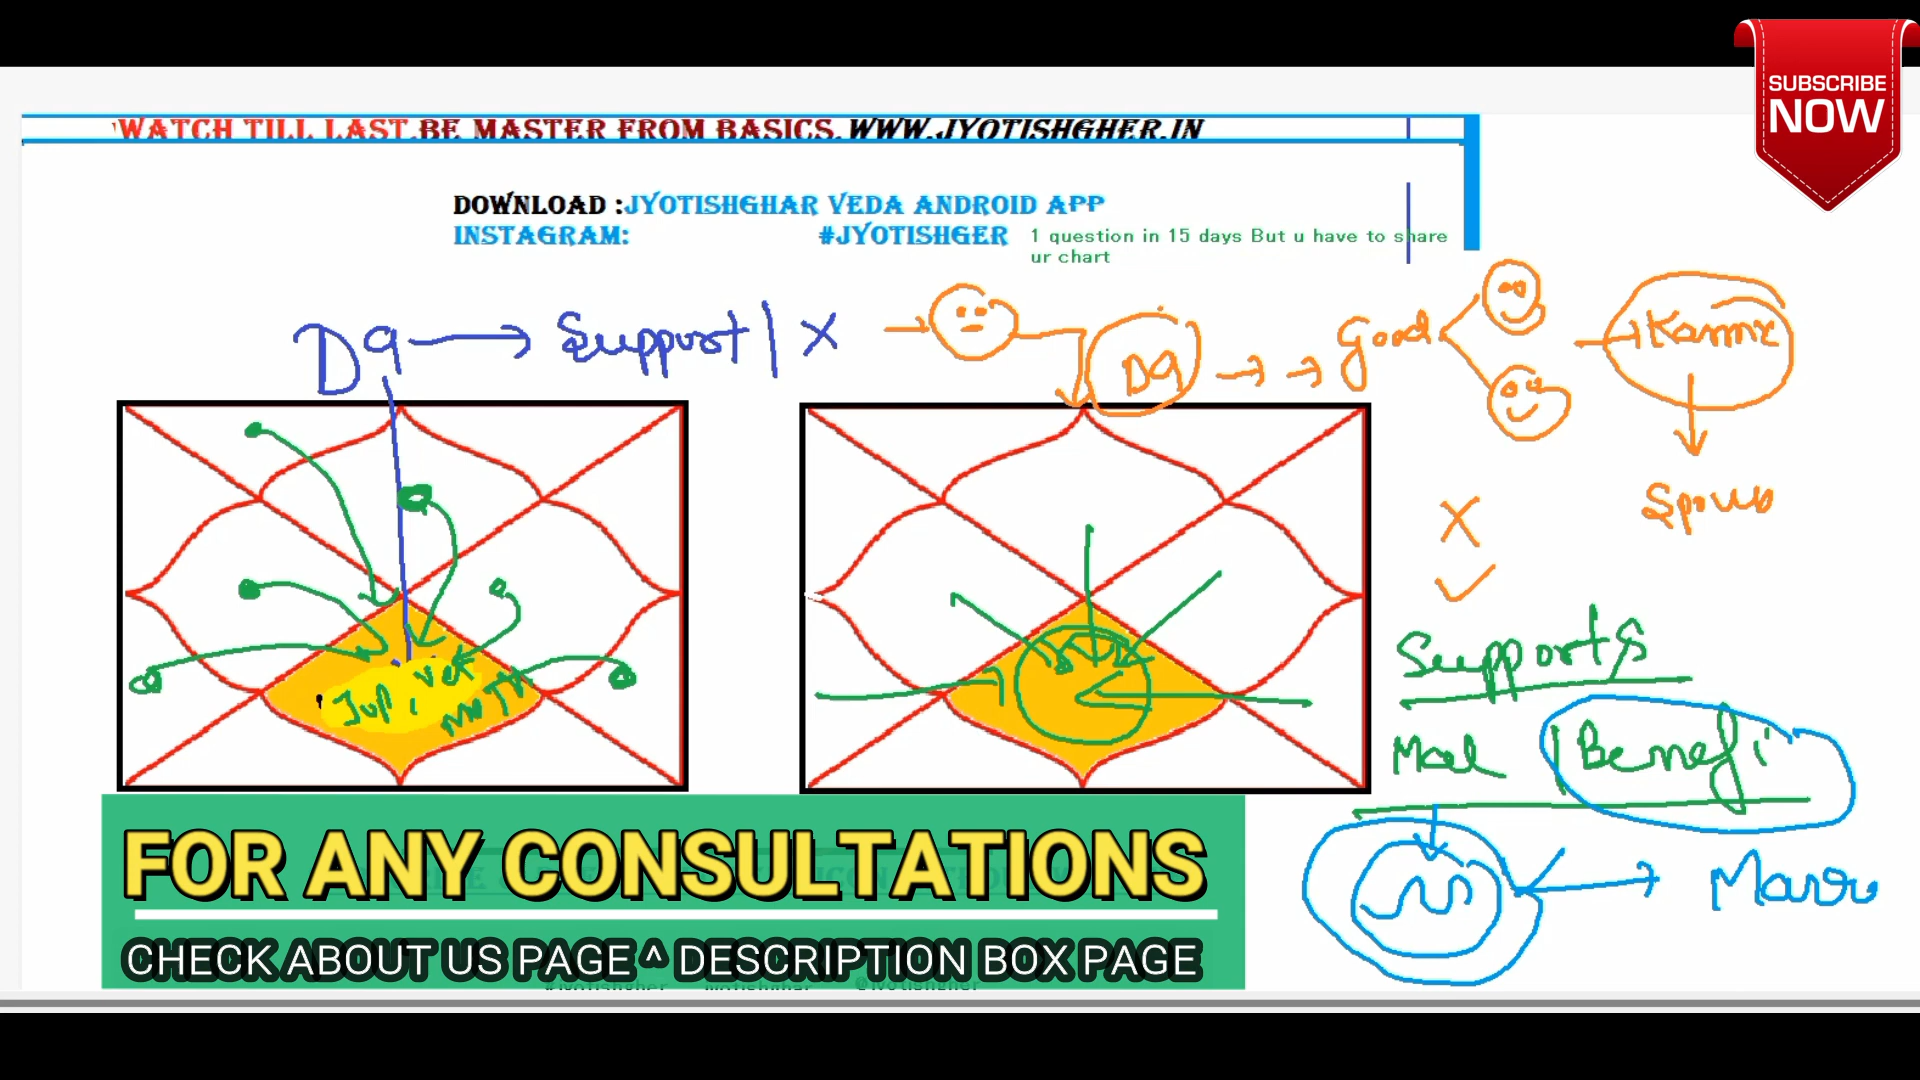 SUBSCRIBE
NOW
WATCH TILL LAST.BE MASTER FROM BASICS. WWW.JYOTISHGHER.IN
DOWNLOAD :JYOTISHGHAR VEDA ANDROID APP
INSTAGRAM: #JYOTISHGER
1 question in 15 days But u have to share
ur chart
D9 → Support | X → D9 → → Good → Karma
X
✓
Supports
Mal | Benefi
Jup,
FOR ANY CONSULTATIONS
CHECK ABOUT US PAGE ^ DESCRIPTION BOX PAGE